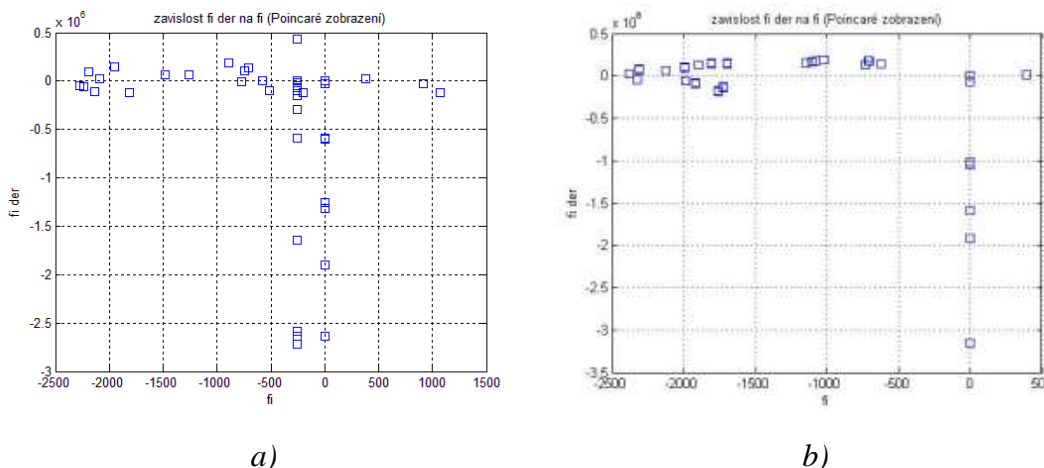 zavislost fi der na fi (Poincaré zobrazení)
x 10^6
0.5
0
-0.5
-1
-1.5
-2
-2.5
-3
-2500 -2000 -1500 -1000 -500 0 500 1000 1500
fi der
fi
a)
zavislost fi der na fi (Poincaré zobrazení)
x 10^6
0.5
0
-0.5
-1
-1.5
-2
-2.5
-3
-3.5
-2500 -2000 -1500 -1000 -500 0 50
fi der
fi
b)